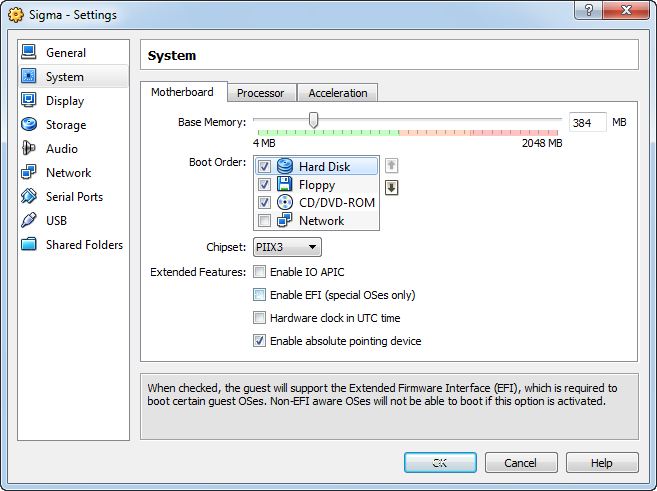 Sigma - Settings
General
System
Display
Storage
Audio
Network
Serial Ports
USB
Shared Folders
System
Motherboard
Processor
Acceleration
Base Memory:
384 MB
4 MB 2048 MB
Boot Order:
Hard Disk
Floppy
CD/DVD-ROM
Network
Chipset: PIIX3
Extended Features: Enable IO APIC
Enable EFI (special OSes only)
Hardware clock in UTC time
Enable absolute pointing device
When checked, the guest will support the Extended Firmware Interface (EFI), which is required to
boot certain guest OSes. Non-EFI aware OSes will not be able to boot if this option is activated.
OK Cancel Help